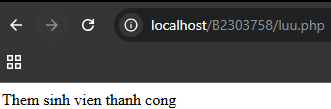 localhost/B2303758/luu.php
Them sinh vien thanh cong